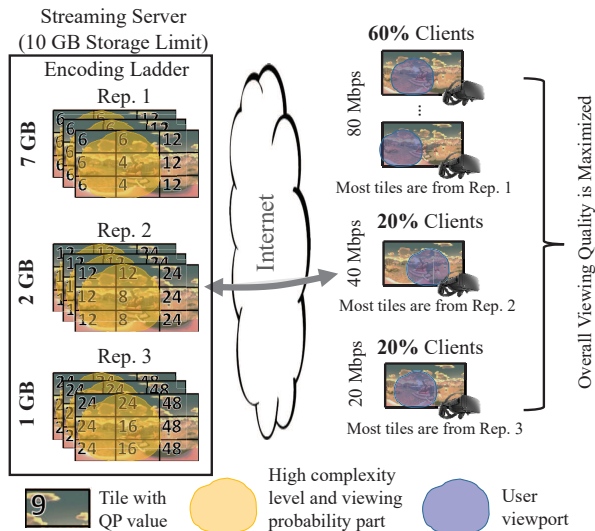 Streaming Server
(10 GB Storage Limit)
Encoding Ladder
Rep. 1
7 GB
6 6 12
6 4 12
6 4 12
Rep. 2
2 GB
12 12 24
12 8 24
12 8 24
Rep. 3
1 GB
24 24 48
24 16 48
24 16 48
Internet
60% Clients
80 Mbps
...
Most tiles are from Rep. 1
20% Clients
40 Mbps
Most tiles are from Rep. 2
20% Clients
20 Mbps
Most tiles are from Rep. 3
Overall Viewing Quality is Maximized
9
Tile with
QP value
High complexity
level and viewing
probability part
User
viewport